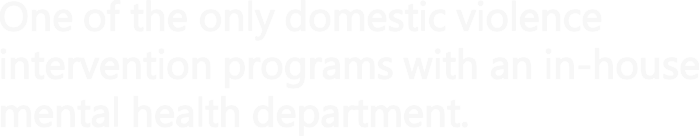 One of the only domestic violence
intervention programs with an in-house
mental health department.